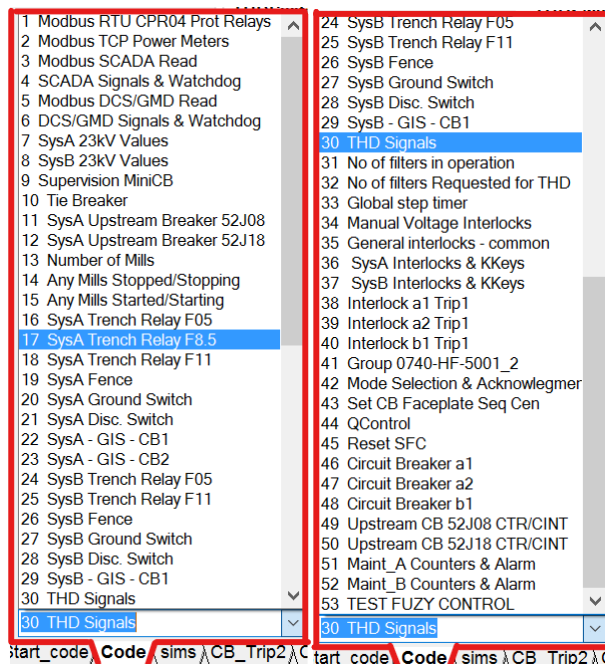 1 Modbus RTU CPR04 Prot Relays
2 Modbus TCP Power Meters
3 Modbus SCADA Read
4 SCADA Signals & Watchdog
5 Modbus DCS/GMD Read
6 DCS/GMD Signals & Watchdog
7 SysA 23kV Values
8 SysB 23kV Values
9 Supervision MiniCB
10 Tie Breaker
11 SysA Upstream Breaker 52J08
12 SysA Upstream Breaker 52J18
13 Number of Mills
14 Any Mills Stopped/Stopping
15 Any Mills Started/Starting
16 SysA Trench Relay F05
17 SysA Trench Relay F8.5
18 SysA Trench Relay F11
19 SysA Fence
20 SysA Ground Switch
21 SysA Disc. Switch
22 SysA - GIS - CB1
23 SysA - GIS - CB2
24 SysB Trench Relay F05
25 SysB Trench Relay F11
26 SysB Fence
27 SysB Ground Switch
28 SysB Disc. Switch
29 SysB - GIS - CB1
30 THD Signals
30 THD Signals
Start_code Code sims CB_Trip2 C
24 SysB Trench Relay F05
25 SysB Trench Relay F11
26 SysB Fence
27 SysB Ground Switch
28 SysB Disc. Switch
29 SysB - GIS - CB1
30 THD Signals
31 No of filters in operation
32 No of filters Requested for THD
33 Global step timer
34 Manual Voltage Interlocks
35 General interlocks - common
36 SysA Interlocks & KKeys
37 SysB Interlocks & KKeys
38 Interlock a1 Trip1
39 Interlock a2 Trip1
40 Interlock b1 Trip1
41 Group 0740-HF-5001_2
42 Mode Selection & Acknowlegmer
43 Set CB Faceplate Seq Cen
44 QControl
45 Reset SFC
46 Circuit Breaker a1
47 Circuit Breaker a2
48 Circuit Breaker b1
49 Upstream CB 52J08 CTR/CINT
50 Upstream CB 52J18 CTR/CINT
51 Maint_A Counters & Alarm
52 Maint_B Counters & Alarm
53 TEST FUZY CONTROL
30 THD Signals
tart code Code sims CB Trip2